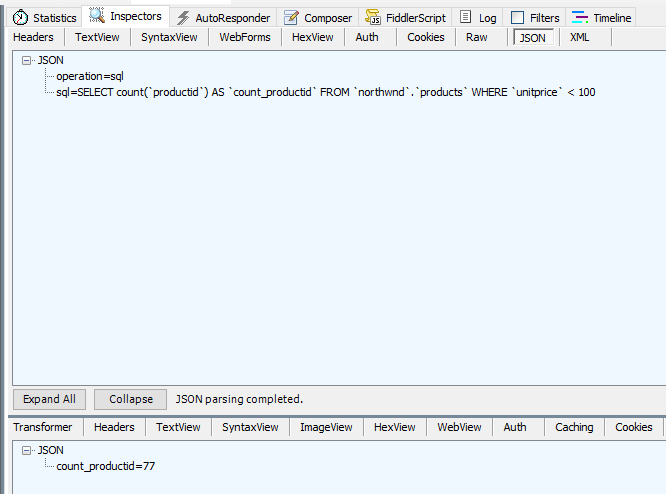 Statistics Inspectors AutoResponder Composer FiddlerScript Log Filters Timeline
Headers TextView SyntaxView WebForms HexView Auth Cookies Raw JSON XML
JSON
operation=sql
sql=SELECT count(`productid`) AS `count_productid` FROM `northwnd`.`products` WHERE `unitprice` < 100
Expand All Collapse JSON parsing completed.
Transformer Headers TextView SyntaxView ImageView HexView WebView Auth Caching Cookies
JSON
count_productid=77